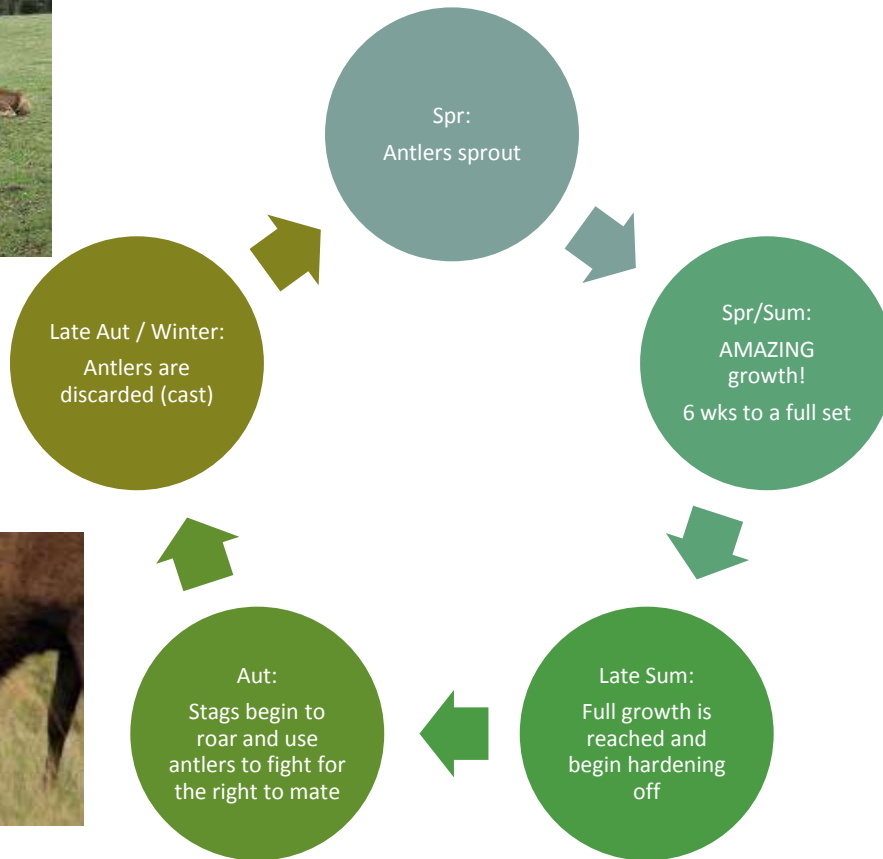 Spr:
Antlers sprout
Spr/Sum:
AMAZING
growth!
6 wks to a full set
Late Sum:
Full growth is
reached and
begin hardening
off
Aut:
Stags begin to
roar and use
antlers to fight for
the right to mate
Late Aut / Winter:
Antlers are
discarded (cast)